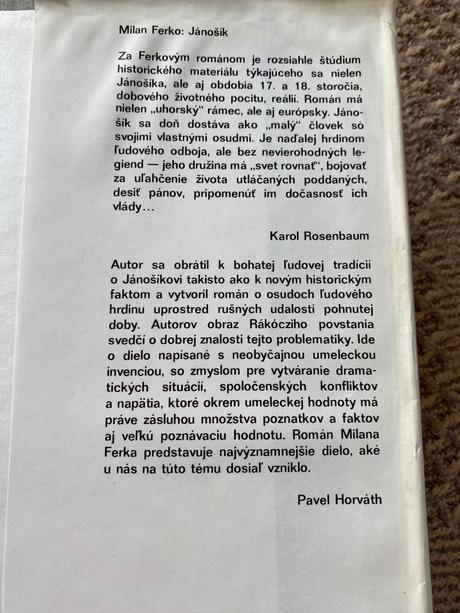 Milan Ferko: Jánošík
Za Ferkovým románom je rozsiahle štúdium
historického materiálu týkajúceho sa nielen
Jánošíka, ale aj obdobia 17. a 18. storočia,
dobového životného pocitu, reálií. Román má
nielen „uhorský" rámec, ale aj európsky. Jáno-
šík sa doň dostáva ako „malý" človek só
svojimi vlastnými osudmi. Je naďalej hrdinom
ľudového odboja, ale bez nevierohodných le-
giend — jeho družina má „svet rovnať", bojovať
za uľahčenie života utláčaných poddaných,
desiť pánov, pripomenúť im dočasnosť ich
vlády...
Karol Rosenbaum
Autor sa obrátil k bohatej ľudovej tradícii
o Jánošíkovi takisto ako k novým historickým
faktom a vytvoril román o osudoch ľudového
hrdinu uprostred rušných udalostí pohnutej
doby. Autorov obraz Rákócziho povstania
svedčí o dobrej znalosti tejto problematiky. Ide
o dielo napísané s neobyčajnou umeleckou
invenciou, so zmyslom pre vytváranie drama-
tických situácií, spoločenských konfliktov
a napätia, ktoré okrem umeleckej hodnoty má
práve zásluhou množstva poznatkov a faktov
aj veľkú poznávaciu hodnotu. Román Milana
Ferka predstavuje najvýznamnejšie dielo, aké
u nás na túto tému dosiaľ vzniklo.
Pavel Horváth